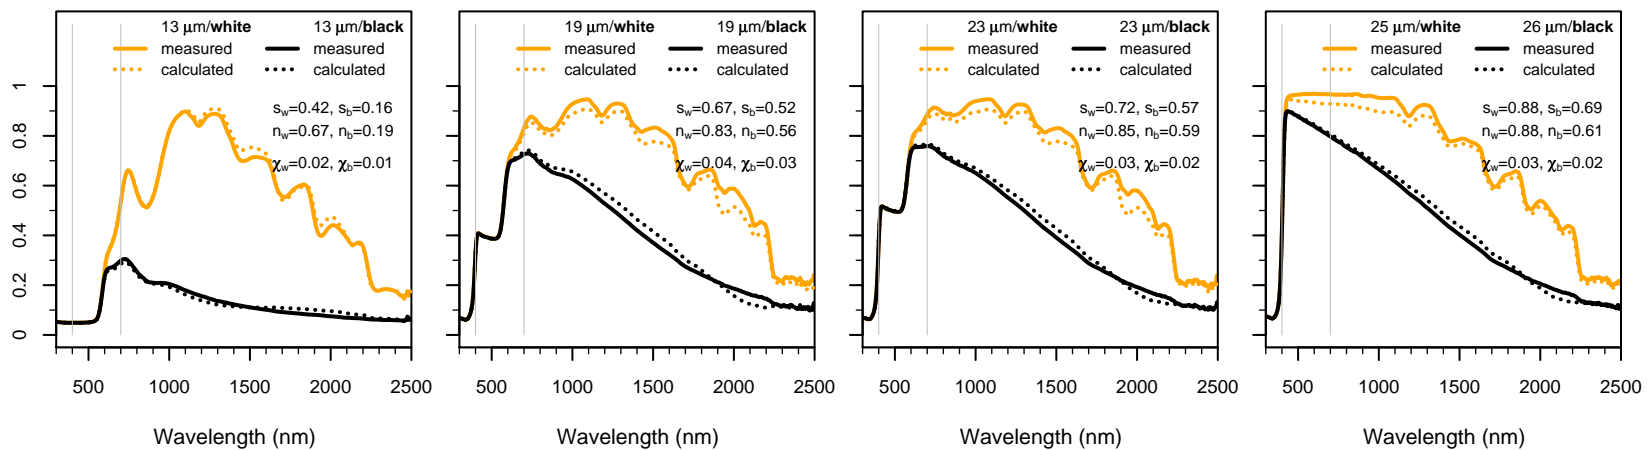 13 μm/white 13 μm/black
measured measured
calculated calculated
s_w=0.42, s_b=0.16
n_w=0.67, n_b=0.19
χ_w=0.02, χ_b=0.01
0
0.2
0.4
0.6
0.8
1
500 1000 1500 2000 2500
Wavelength (nm)
19 μm/white 19 μm/black
measured measured
calculated calculated
s_w=0.67, s_b=0.52
n_w=0.83, n_b=0.56
χ_w=0.04, χ_b=0.03
500 1000 1500 2000 2500
Wavelength (nm)
23 μm/white 23 μm/black
measured measured
calculated calculated
s_w=0.72, s_b=0.57
n_w=0.85, n_b=0.59
χ_w=0.03, χ_b=0.02
500 1000 1500 2000 2500
Wavelength (nm)
25 μm/white 26 μm/black
measured measured
calculated calculated
s_w=0.88, s_b=0.69
n_w=0.88, n_b=0.61
χ_w=0.03, χ_b=0.02
500 1000 1500 2000 2500
Wavelength (nm)